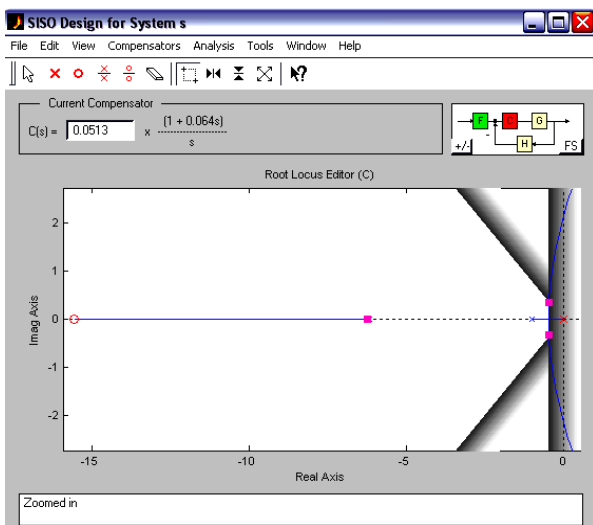 SISO Design for System s
File Edit View Compensators Analysis Tools Window Help
Current Compensator
C(s) = 0.0513 x (1 + 0.064s)
s
F C G
H
+/- FS
Root Locus Editor (C)
2
1
0
-1
-2
Imag Axis
-15 -10 -5 0
Real Axis
Zoomed in